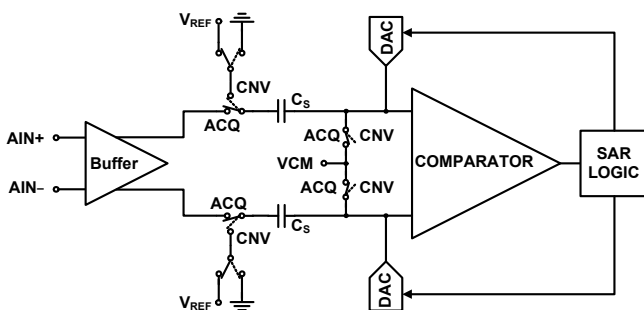 VREF
DAC
CNV
CS
ACQ
AIN+
Buffer
AIN–
ACQ
CNV
VCM
ACQ
CNV
COMPARATOR
SAR
LOGIC
ACQ
CNV
CS
DAC
VREF